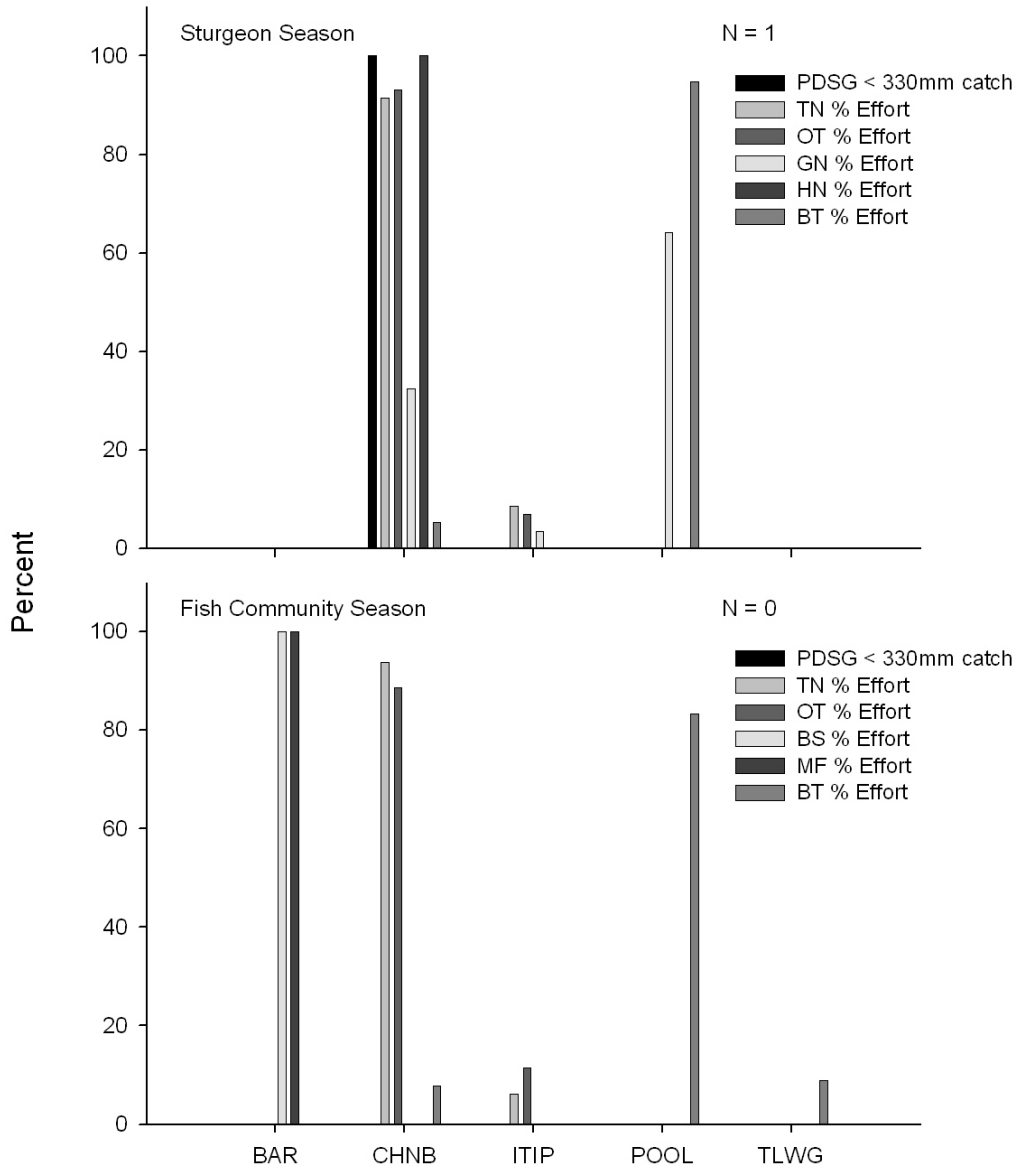 Sturgeon Season
N = 1
100
80
60
40
20
0
PDSG < 330mm catch
TN % Effort
OT % Effort
GN % Effort
HN % Effort
BT % Effort
Percent
Fish Community Season
N = 0
100
80
60
40
20
0
PDSG < 330mm catch
TN % Effort
OT % Effort
BS % Effort
MF % Effort
BT % Effort
BAR CHNB ITIP POOL TLWG